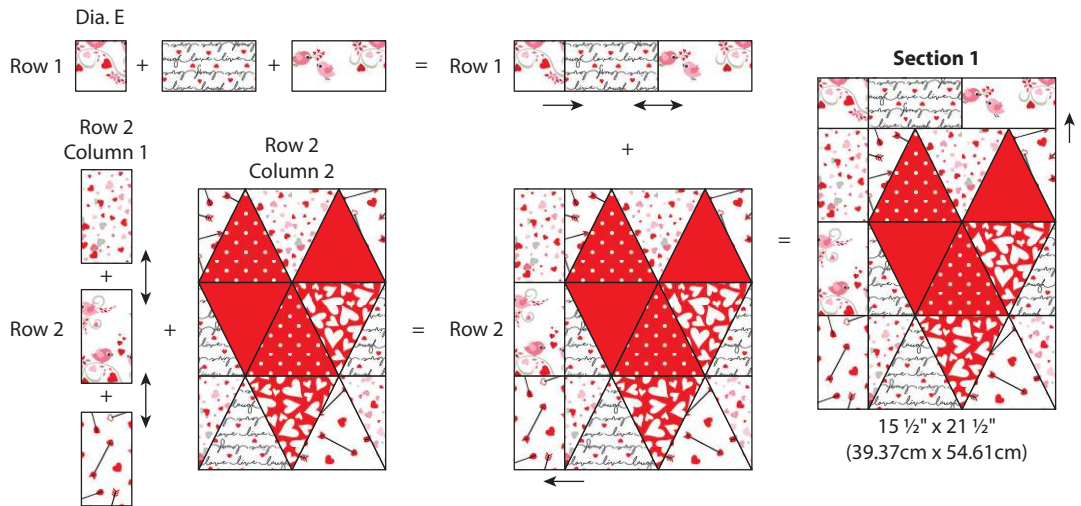 Dia. E
Row 1
+
+
=
Row 1
Section 1
Row 2
Column 1
Row 2
Column 2
+
+
=
Row 2
+
+
=
Row 2
15 ½" x 21 ½"
(39.37cm x 54.61cm)